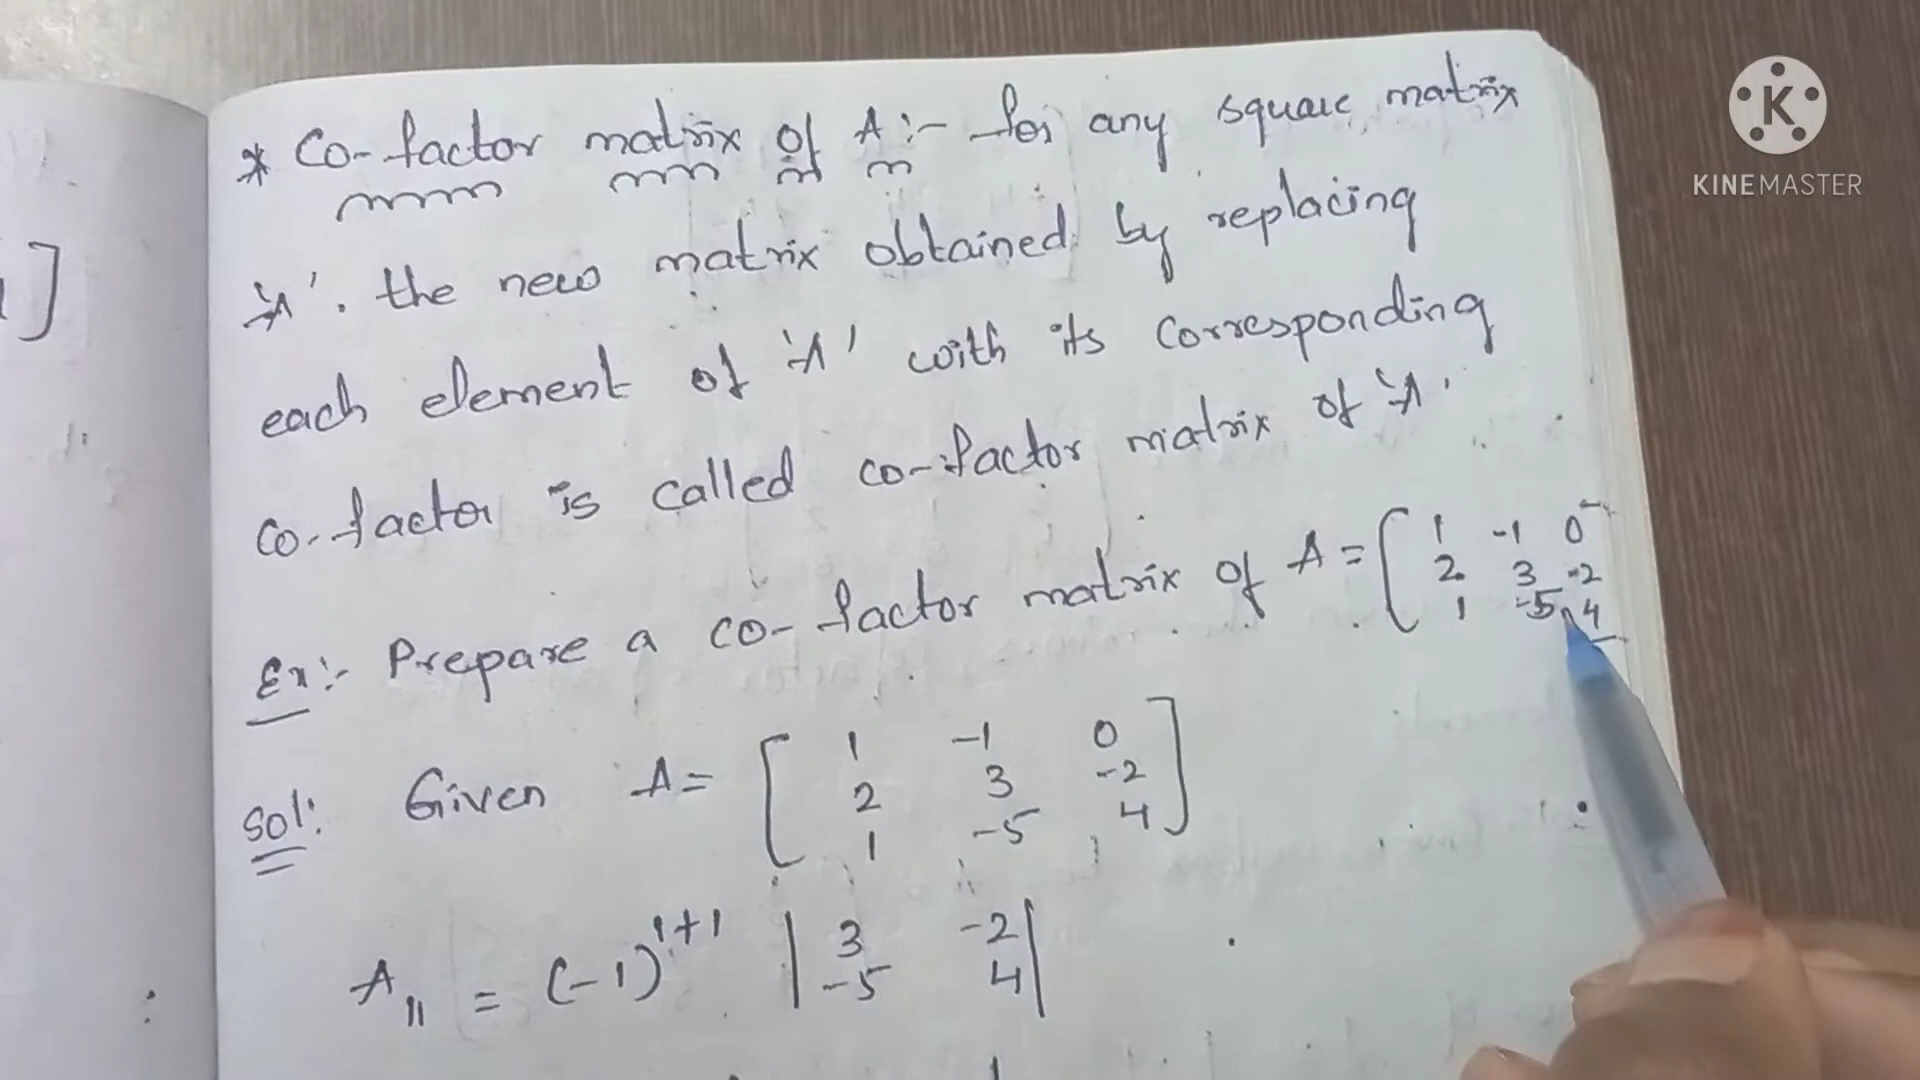 * Co-factor matrix of A :- for any square matrix
'A'. the new matrix obtained by replacing
each element of 'A' with its corresponding
co-factor is called co-factor matrix of 'A'
Ex:- Prepare a co-factor matrix of A = [ 1 -1 0
2 3 -2
1 -5 4
Sol: Given A = [ 1 -1 0
2 3 -2
1 -5 4 ]
A11 = (-1)^1+1 | 3 -2
-5 4 |
]
K
KINEMASTER